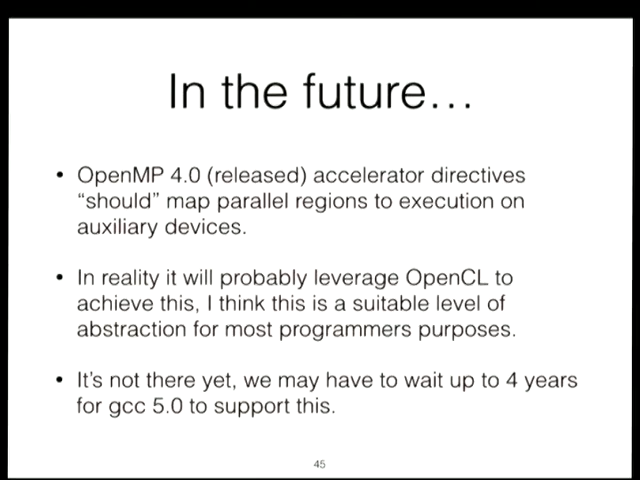 In the future…
• OpenMP 4.0 (released) accelerator directives
“should” map parallel regions to execution on
auxiliary devices.
• In reality it will probably leverage OpenCL to
achieve this, I think this is a suitable level of
abstraction for most programmers purposes.
• It’s not there yet, we may have to wait up to 4 years
for gcc 5.0 to support this.
45